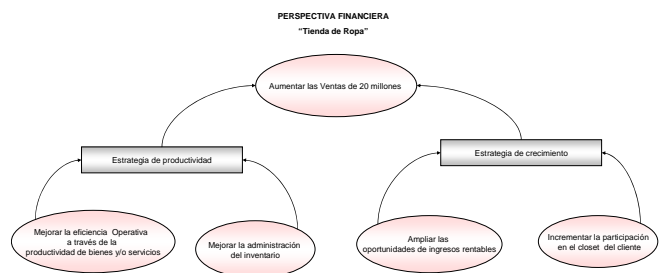 PERSPECTIVA FINANCIERA
“Tienda de Ropa”
Aumentar las Ventas de 20 millones
Estrategia de productividad
Estrategia de crecimiento
Mejorar la eficiencia Operativa
a través de la
productividad de bienes y/o servicios
Mejorar la administración
del inventario
Ampliar las
oportunidades de ingresos rentables
Incrementar la participación
en el closet del cliente